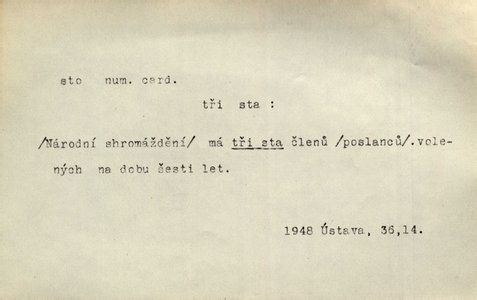 sto num. card.
tři sta :
/Národní shromáždění/ má tři sta členů /poslanců/.vole-
ných na dobu šesti let.
1948 Ústava, 36,14.